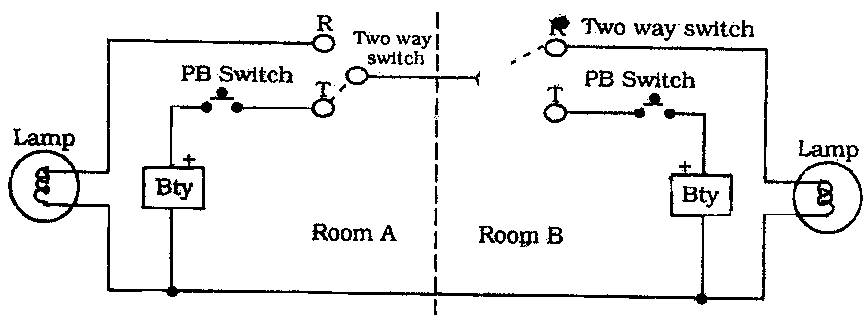 R
Two way
switch
PB Switch
T
Lamp
+
Bty
Room A
R
Two way switch
PB Switch
T
Lamp
+
Bty
Room B